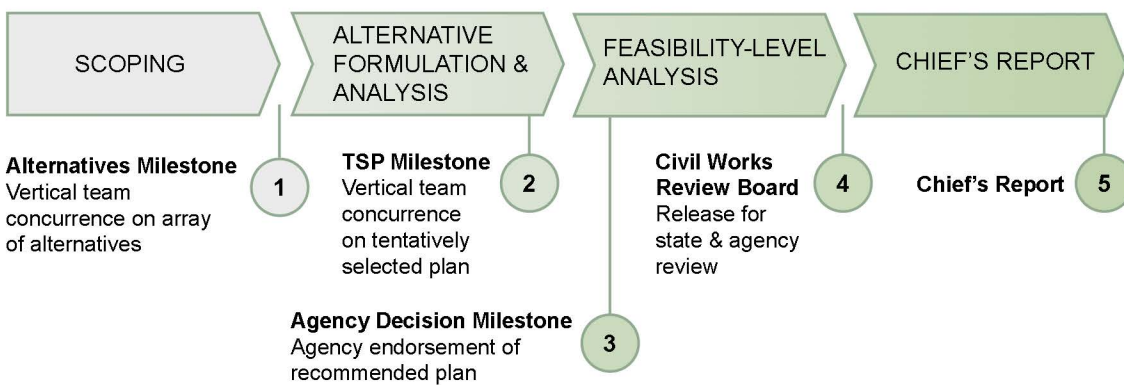 SCOPING
ALTERNATIVE
FORMULATION &
ANALYSIS
FEASIBILITY-LEVEL
ANALYSIS
CHIEF'S REPORT
Alternatives Milestone
Vertical team
concurrence on array
of alternatives
1
TSP Milestone
Vertical team
concurrence
on tentatively
selected plan
2
Agency Decision Milestone
Agency endorsement of
recommended plan
3
Civil Works
Review Board
Release for
state & agency
review
4
Chief's Report
5